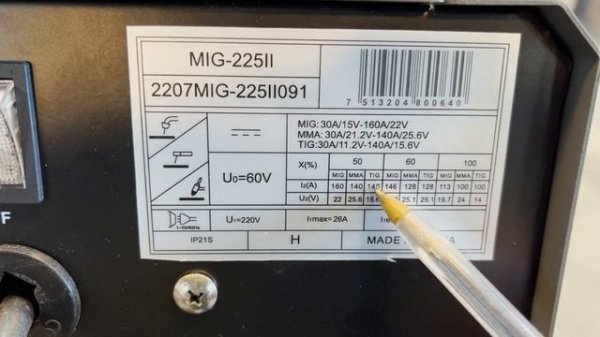 MIG-225II
2207MIG-225II091
7 513204 800640
MIG:30A/15V-160A/22V
MMA:30A/21.2V-140A/25.6V
TIG:30A/11.2V-140A/15.6V
X(%) 50 60 100
MIG MMA TIG MIG MMA TIG MIG MMA TIG
I₂(A) 160 140 140 146 128 128 113 100 100
U₀=60V
U₂(V) 22 25.6 15.6 25.1 25.1 19.7 24 14
1~50/60Hz
U₁=220V
I₁max=26A
IP21S
H
MADE
F